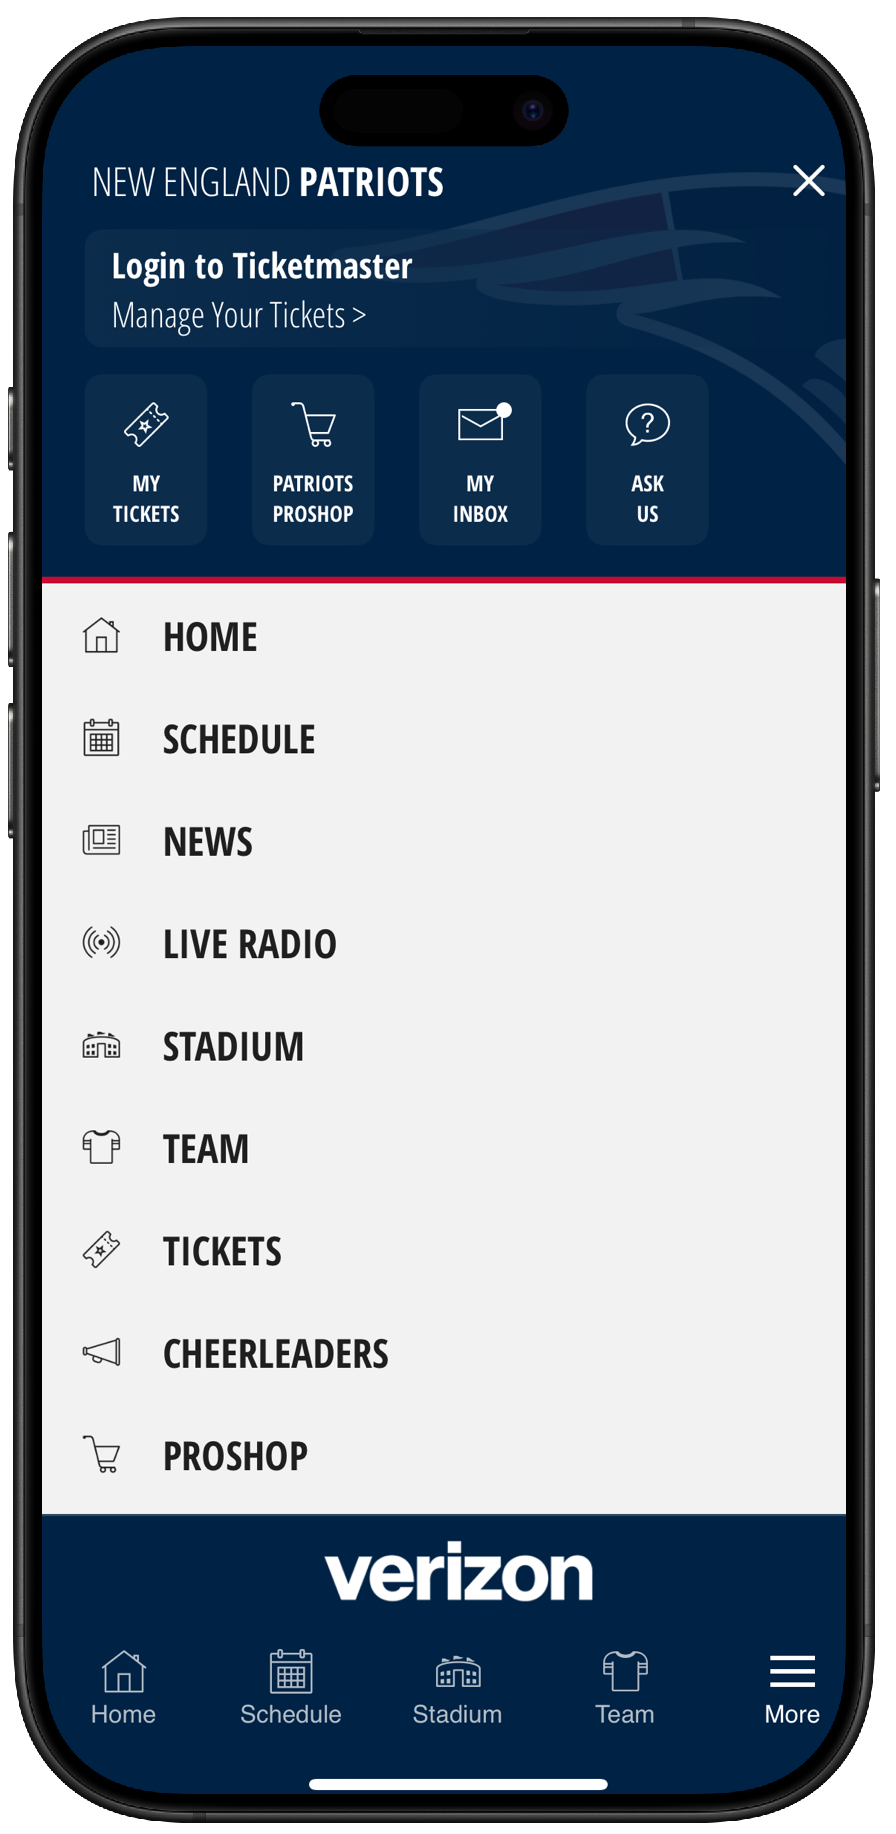 NEW ENGLAND PATRIOTS
Login to Ticketmaster
Manage Your Tickets >
MY
TICKETS
PATRIOTS
PROSHOP
MY
INBOX
?
ASK
US
HOME
SCHEDULE
NEWS
LIVE RADIO
STADIUM
TEAM
TICKETS
CHEERLEADERS
PROSHOP
verizon
Home
Schedule
Stadium
Team
More